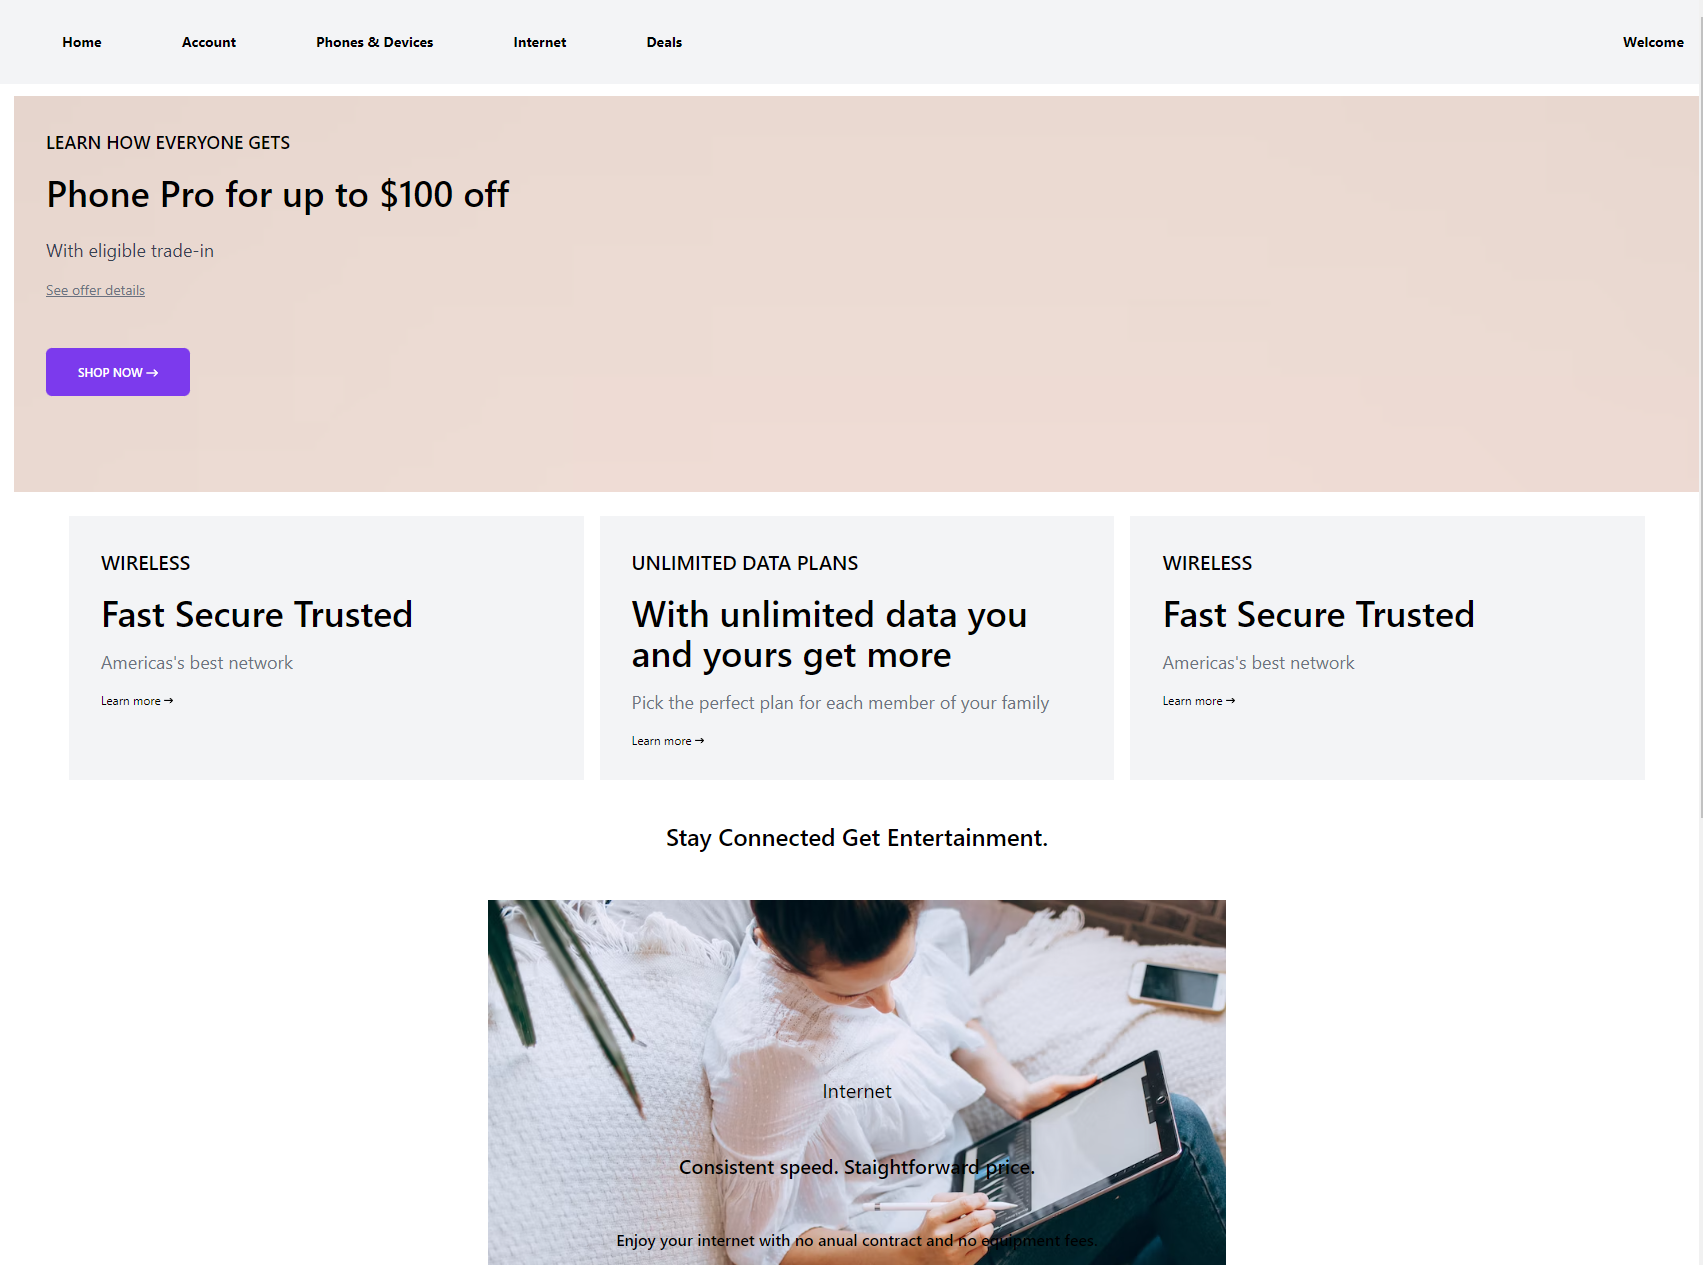 Home Account Phones & Devices Internet Deals Welcome
LEARN HOW EVERYONE GETS
Phone Pro for up to $100 off
With eligible trade-in
See offer details
SHOP NOW →
WIRELESS
Fast Secure Trusted
Americas's best network
Learn more →
UNLIMITED DATA PLANS
With unlimited data you
and yours get more
Pick the perfect plan for each member of your family
Learn more →
WIRELESS
Fast Secure Trusted
Americas's best network
Learn more →
Stay Connected Get Entertainment.
Internet
Consistent speed. Staightforward price.
Enjoy your internet with no anual contract and no equipment fees.